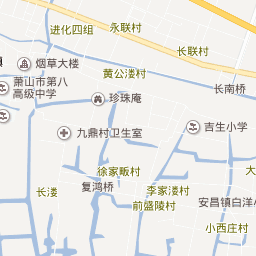 永联村
进化四组
长联村
烟草大楼
黄公溇村
萧山市第八
高级中学
长南桥
珍珠庵
吉生小学
九鼎村卫生室
徐家畈村
复鸿桥
长溇
李家溇村
前盛陵村
安昌镇白洋小
小西庄村
大